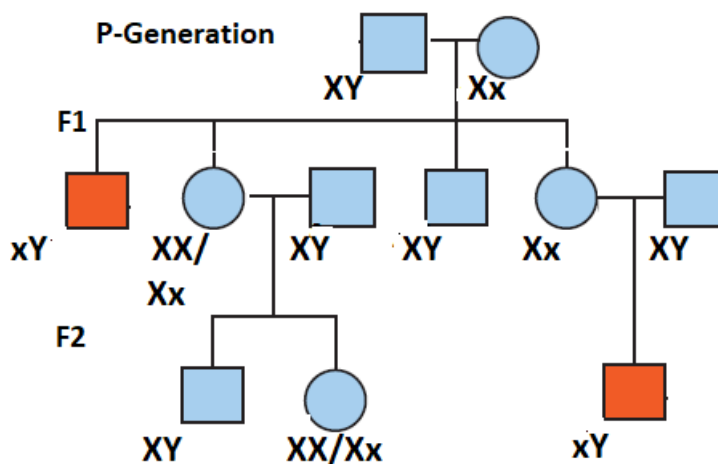 P-Generation
XY Xx
F1
xY XX/ XY XY Xx XY
Xx
F2
XY XX/Xx xY